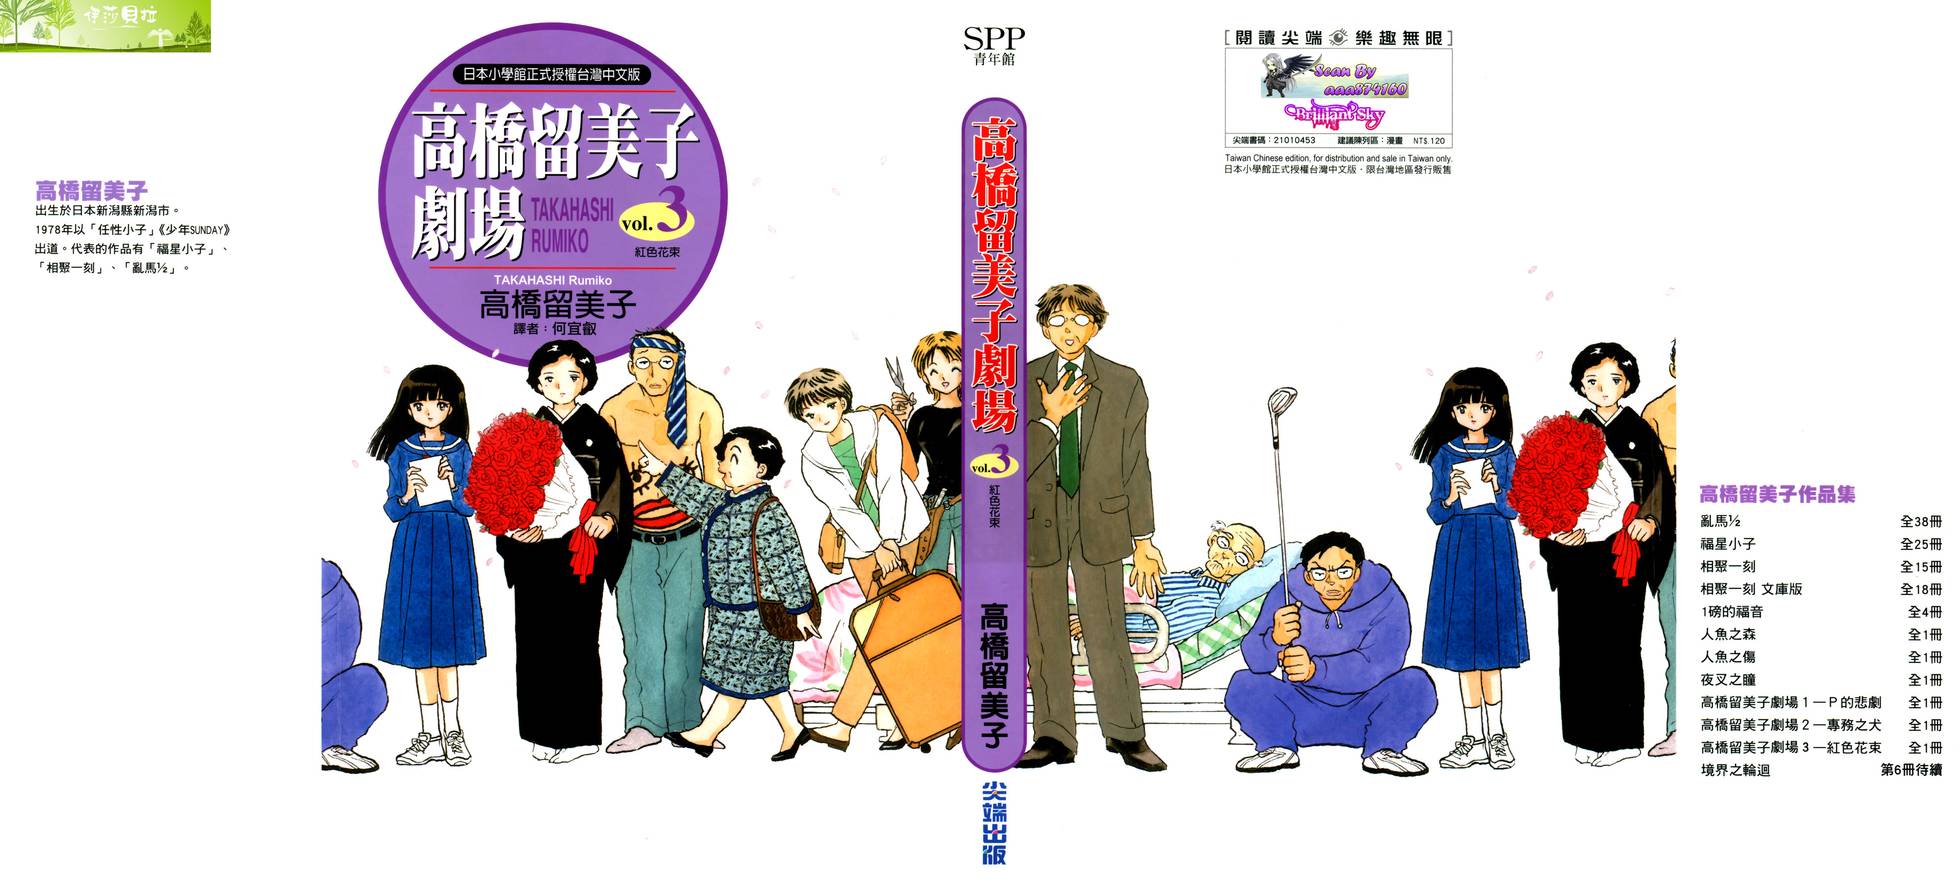 伊莎貝拉
高橋留美子
出生於日本新潟縣新潟市。
1978年以「任性小子」《少年SUNDAY》
出道。代表的作品有「福星小子」、
「相聚一刻」、「亂馬½」。
日本小學館正式授權台灣中文版
高橋留美子
劇場
TAKAHASHI
RUMIKO
vol.3
紅色花束
TAKAHASHI Rumiko
高橋留美子
譯者：何宜叡
SPP
青年館
高橋留美子劇場
vol.3
紅色花束
高橋留美子
尖端出版
[閱讀尖端 樂趣無限]
Scan By
aaa874160
Brilliant Sky
尖端書碼：21010453 建議陳列區：漫畫 NT$.120
Taiwan Chinese edition, for distribution and sale in Taiwan only.
日本小學館正式授權台灣中文版・限台灣地區發行販售
高橋留美子作品集
亂馬½ 全38冊
福星小子 全25冊
相聚一刻 全15冊
相聚一刻 文庫版 全18冊
1磅的福音 全4冊
人魚之森 全1冊
人魚之傷 全1冊
夜叉之瞳 全1冊
高橋留美子劇場1—P的悲劇 全1冊
高橋留美子劇場2—專務之犬 全1冊
高橋留美子劇場3—紅色花束 全1冊
境界之輪迴 第6冊待續